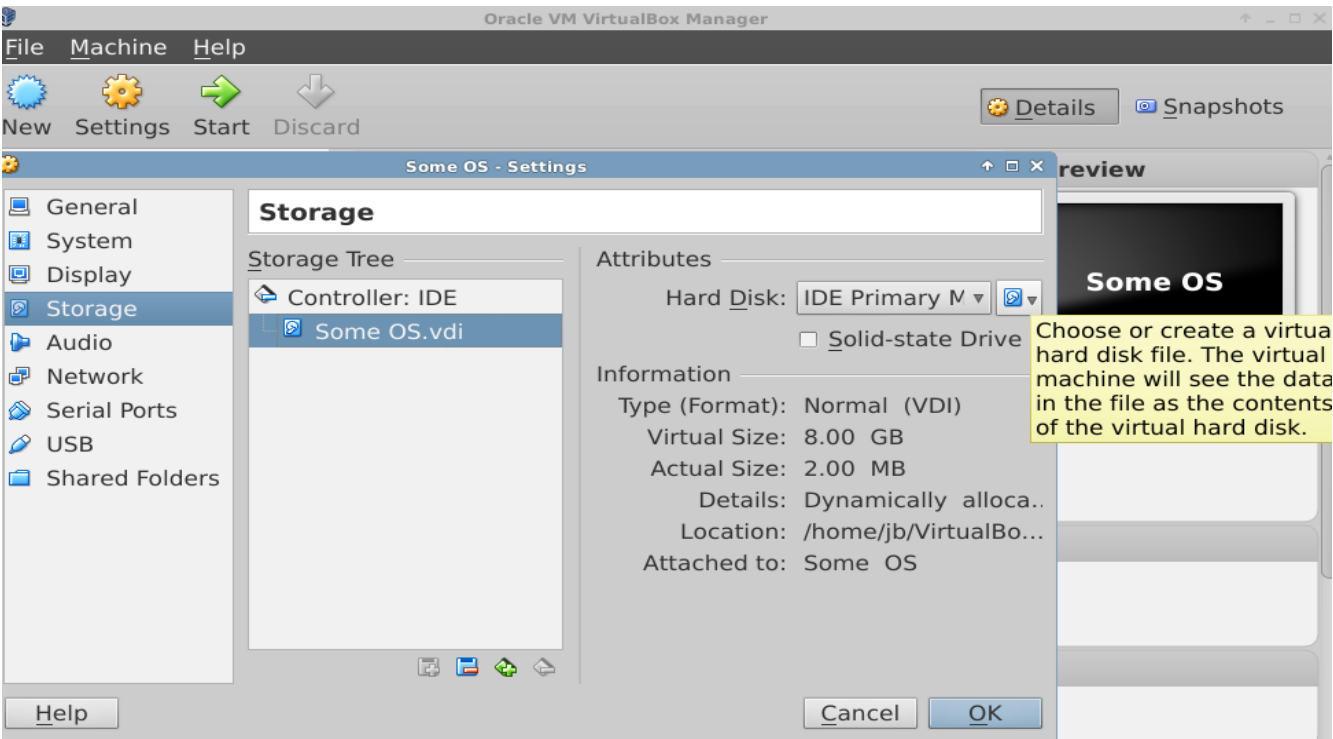 Oracle VM VirtualBox Manager
File Machine Help
New Settings Start Discard
Details Snapshots
Some OS - Settings
review
General
System
Display
Storage
Audio
Network
Serial Ports
USB
Shared Folders
Storage
Storage Tree
Controller: IDE
Some OS.vdi
Attributes
Hard Disk: IDE Primary M
Solid-state Drive
Information
Type (Format): Normal (VDI)
Virtual Size: 8.00 GB
Actual Size: 2.00 MB
Details: Dynamically alloca..
Location: /home/jb/VirtualBo...
Attached to: Some OS
Some OS
Choose or create a virtua
hard disk file. The virtual
machine will see the data
in the file as the contents
of the virtual hard disk.
Help
Cancel OK